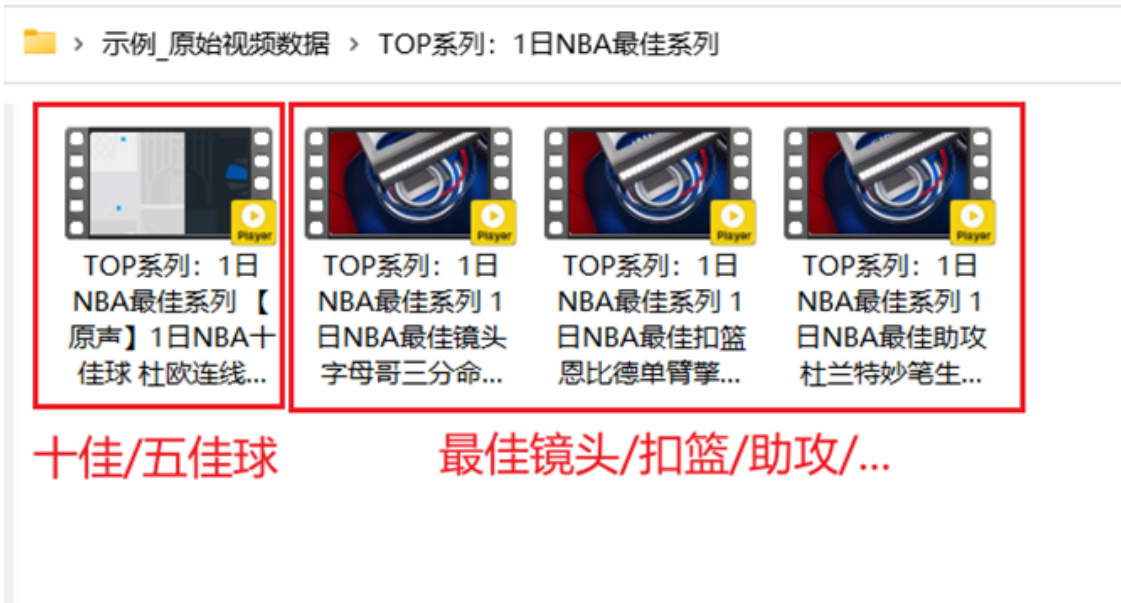 示例_原始视频数据 > TOP系列：1日NBA最佳系列
Player
Player
Player
Player
TOP系列：1日
NBA最佳系列 【
原声】1日NBA十
佳球 杜欧连线...
TOP系列：1日
NBA最佳系列 1
日NBA最佳镜头
字母哥三分命...
TOP系列：1日
NBA最佳系列 1
日NBA最佳扣篮
恩比德单臂擎...
TOP系列：1日
NBA最佳系列 1
日NBA最佳助攻
杜兰特妙笔生...
十佳/五佳球
最佳镜头/扣篮/助攻/...